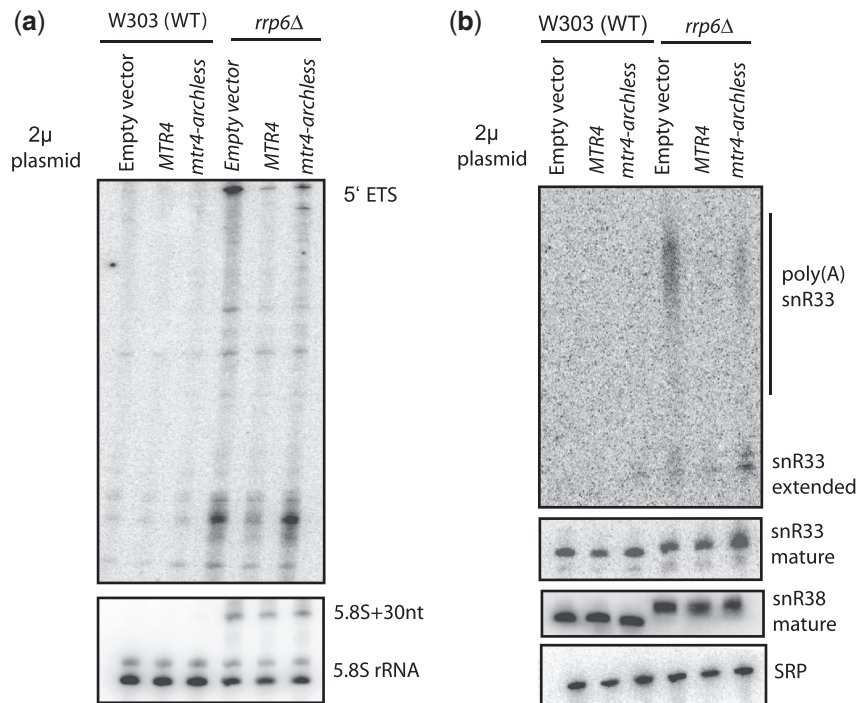 (a)
W303 (WT) rrp6Δ
2μ
plasmid
Empty vector
MTR4
mtr4-archless
Empty vector
MTR4
mtr4-archless
5‘ ETS
5.8S+30nt
5.8S rRNA
(b)
W303 (WT) rrp6Δ
2μ
plasmid
Empty vector
MTR4
mtr4-archless
Empty vector
MTR4
mtr4-archless
poly(A)
snR33
snR33
extended
snR33
mature
snR38
mature
SRP